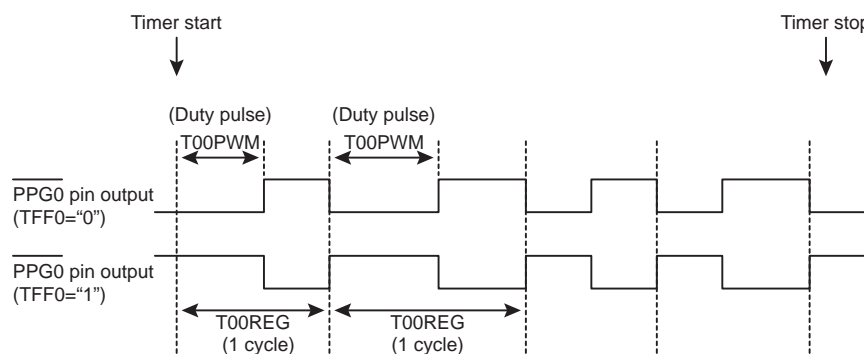 Timer start
Timer stop
(Duty pulse)
(Duty pulse)
T00PWM
T00PWM
PPG0 pin output
(TFF0=“0”)
PPG0 pin output
(TFF0=“1”)
T00REG
(1 cycle)
T00REG
(1 cycle)